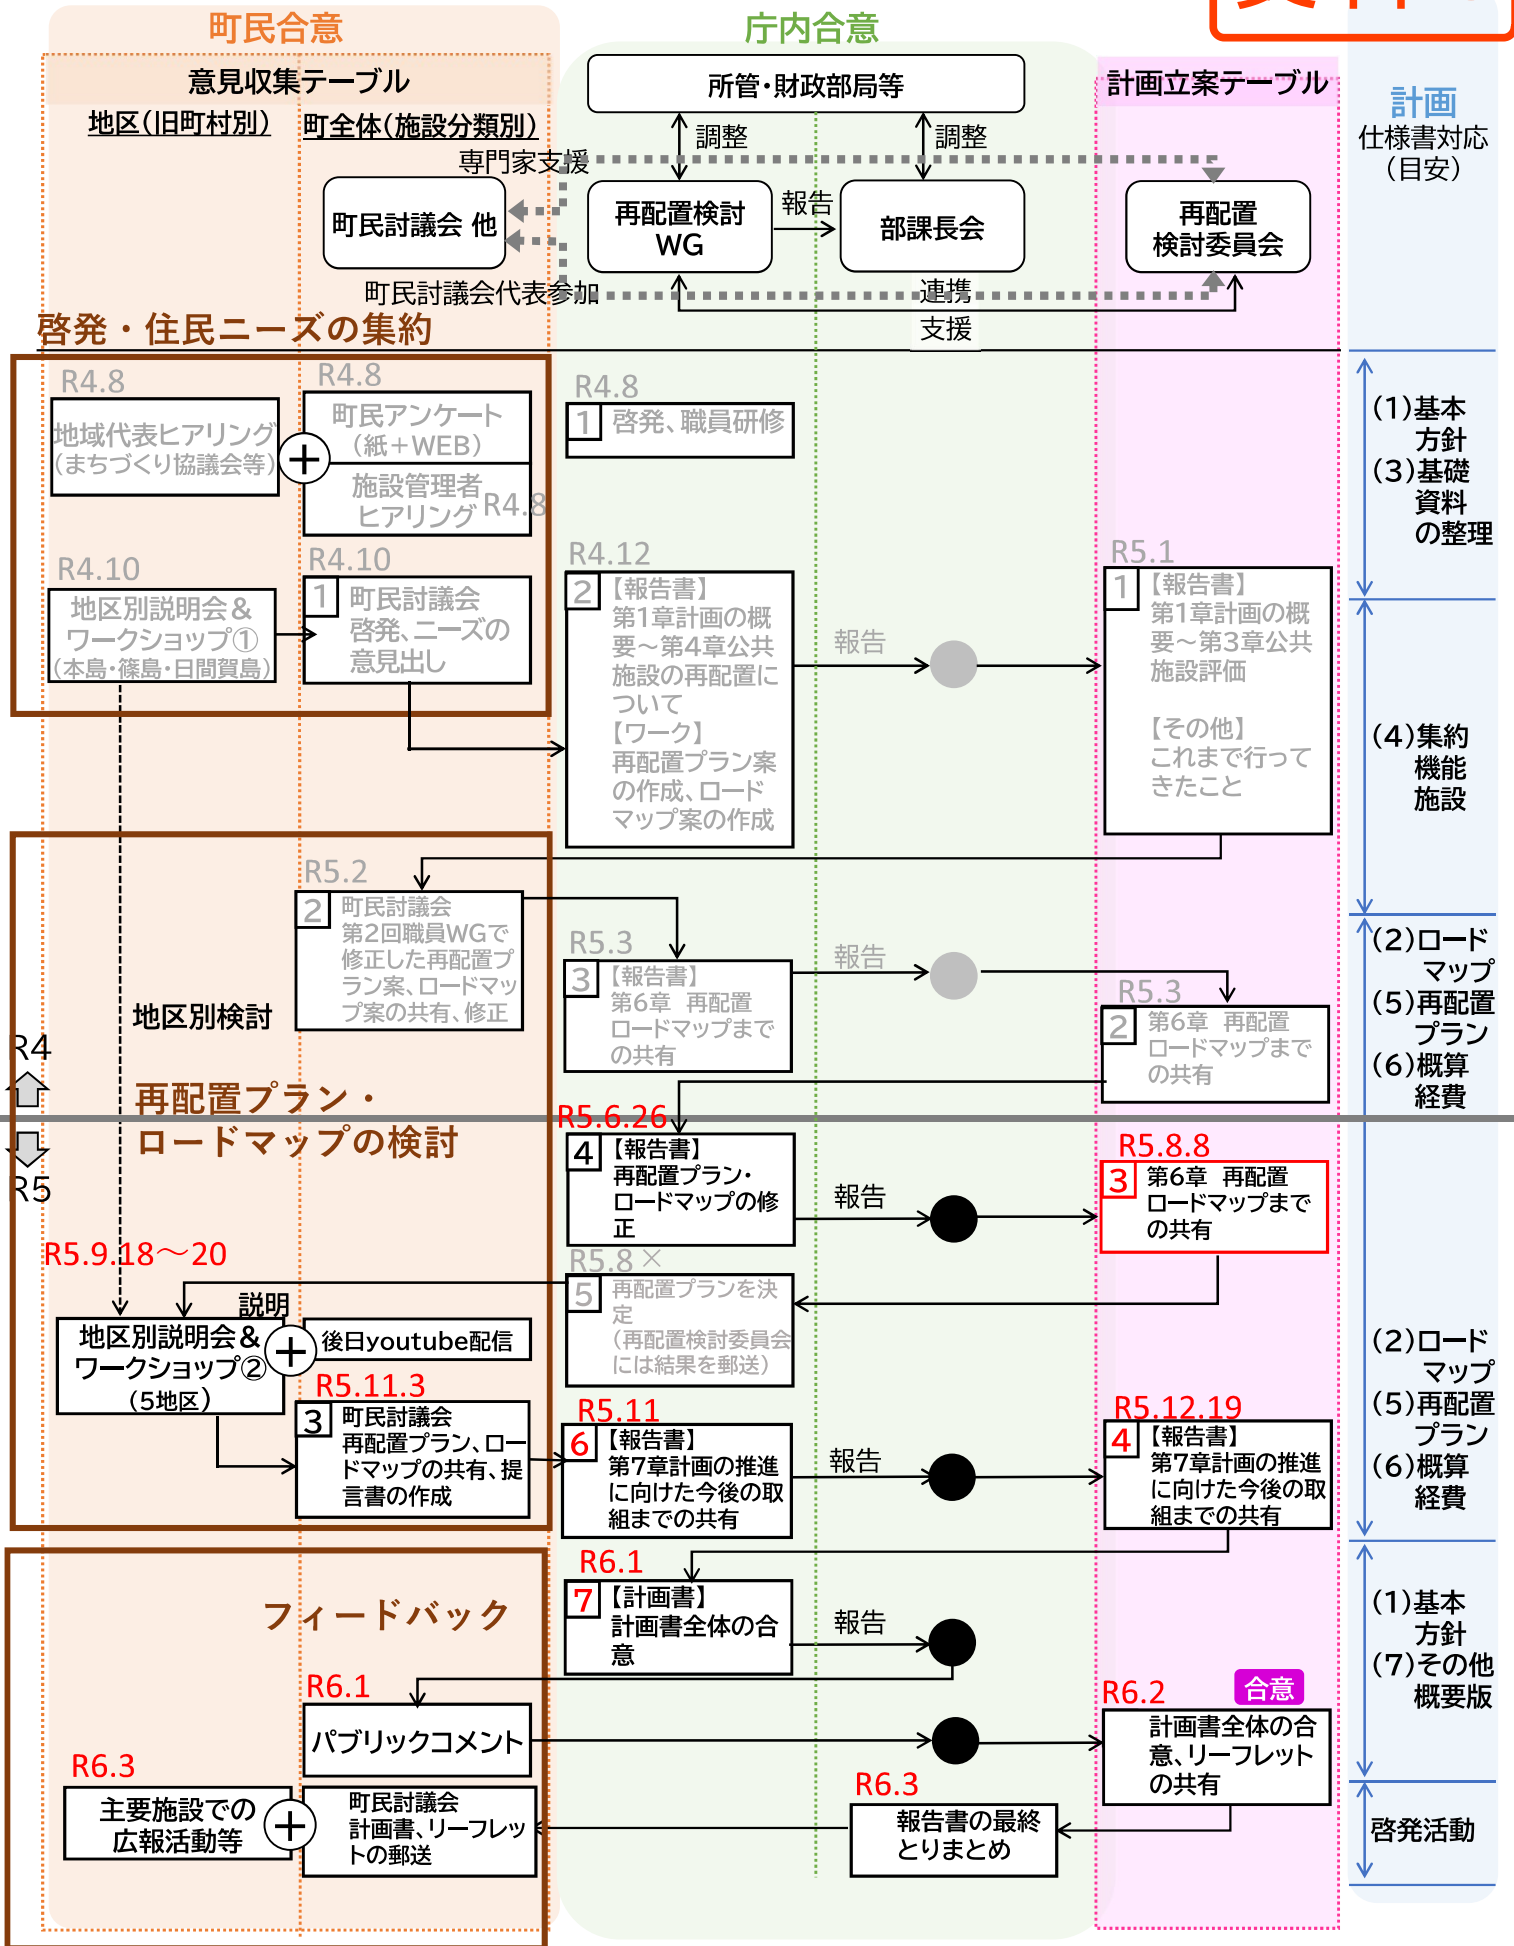 町民合意
庁内合意
意見収集テーブル
所管・財政部局等
計画立案テーブル
計画
地区（旧町村別）
町全体（施設分類別）
仕様書対応
（目安）
調整
調整
専門家支援
町民討議会 他
再配置検討
WG
報告
部課長会
再配置
検討委員会
町民討議会代表参加
連携
支援
啓発・住民ニーズの集約
R4.8
地域代表ヒアリング
（まちづくり協議会等）
＋
R4.8
町民アンケート
（紙＋WEB）
施設管理者
ヒアリング
R4.8
R4.8
1
啓発、職員研修
（1）基本
方針
（3）基礎
資料
の整理
R4.10
地区別説明会＆
ワークショップ①
（本島・篠島・日間賀島）
R4.10
1
町民討議会
啓発、ニーズの
意見出し
R4.12
2
【報告書】
第1章計画の概
要～第4章公共
施設の再配置に
ついて
【ワーク】
再配置プラン案
の作成、ロード
マップ案の作成
報告
R5.1
1
【報告書】
第1章計画の概
要～第3章公共
施設評価
【その他】
これまで行って
きたこと
（4）集約
機能
施設
R5.2
2
町民討議会
第2回職員WGで
修正した再配置プ
ラン案、ロードマッ
プ案の共有、修正
R5.3
3
【報告書】
第6章　再配置
ロードマップまで
の共有
報告
R5.3
2
第6章　再配置
ロードマップまで
の共有
（2）ロード
マップ
（5）再配置
プラン
（6）概算
経費
地区別検討
R4
再配置プラン・
ロードマップの検討
R5
R5.6.26
4
【報告書】
再配置プラン・
ロードマップの修
正
報告
R5.8.8
3
第6章　再配置
ロードマップまで
の共有
R5.8×
5
再配置プランを決
定
（再配置検討委員会
には結果を郵送）
R5.9.18～20
説明
地区別説明会＆
ワークショップ②
（5地区）
＋
後日youtube配信
R5.11.3
3
町民討議会
再配置プラン、ロー
ドマップの共有、提
言書の作成
R5.11
6
【報告書】
第7章計画の推進
に向けた今後の取
組までの共有
報告
R5.12.19
4
【報告書】
第7章計画の推進
に向けた今後の取
組までの共有
（2）ロード
マップ
（5）再配置
プラン
（6）概算
経費
フィードバック
R6.1
7
【計画書】
計画書全体の合
意
報告
R6.1
パブリックコメント
R6.2
合意
計画書全体の合
意、リーフレット
の共有
（1）基本
方針
（7）その他
概要版
R6.3
主要施設での
広報活動等
＋
町民討議会
計画書、リーフレッ
トの郵送
R6.3
報告書の最終
とりまとめ
啓発活動